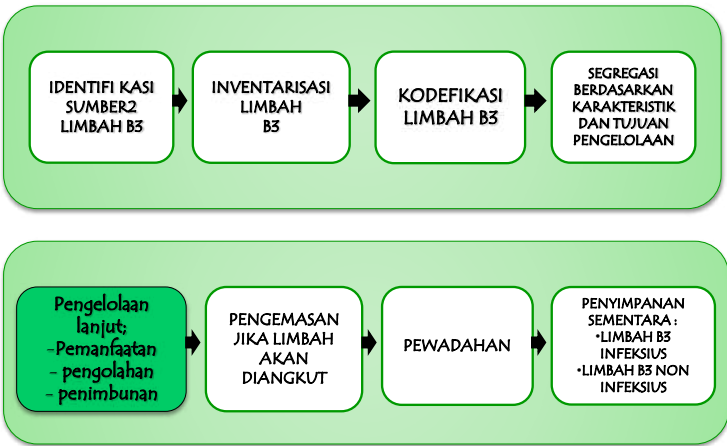 IDENTIFI KASI
SUMBER2
LIMBAH B3
INVENTARISASI
LIMBAH
B3
KODEFIKASI
LIMBAH B3
SEGREGASI
BERDASARKAN
KARAKTERISTIK
DAN TUJUAN
PENGELOLAAN
Pengelolaan
lanjut;
-Pemanfaatan
- pengolahan
- penimbunan
PENGEMASAN
JIKA LIMBAH
AKAN
DIANGKUT
PEWADAHAN
PENYIMPANAN
SEMENTARA :
•LIMBAH B3
INFEKSIUS
•LIMBAH B3 NON
INFEKSIUS